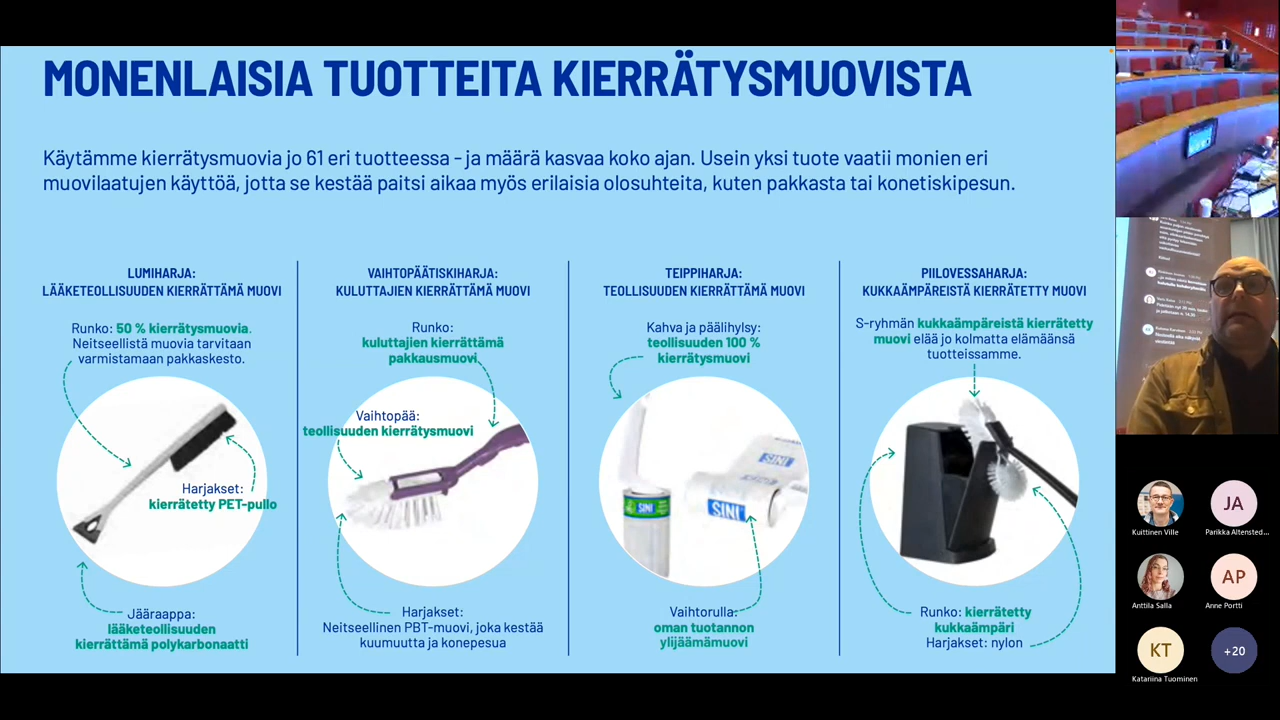 MONENLAISIA TUOTTEITA KIERRÄTYSMUOVISTA
Käytämme kierrätysmuovia jo 61 eri tuotteessa - ja määrä kasvaa koko ajan. Usein yksi tuote vaatii monien eri
muovilaatujen käyttöä, jotta se kestää paitsi aikaa myös erilaisia olosuhteita, kuten pakkasta tai konetiskipesun.
LUMIHARJA:
LÄÄKETEOLLISUUDEN KIERRÄTTÄMÄ MUOVI
Runko: 50 % kierrätysmuovia.
Neitseellistä muovia tarvitaan
varmistamaan pakkaskesto.
Harjakset:
kierrätetty PET-pullo
Jääraappa:
lääketeollisuuden
kierrättämä polykarbonaatti
VAIHTOPÄÄTISKIHARJA:
KULUTTAJIEN KIERRÄTTÄMÄ MUOVI
Runko:
kuluttajien kierrättämä
pakkausmuovi
Vaihtopää:
teollisuuden kierrätysmuovi
Harjakset:
Neitseellinen PBT-muovi, joka kestää
kuumuutta ja konepesua
TEIPPIHARJA:
TEOLLISUUDEN KIERRÄTTÄMÄ MUOVI
Kahva ja päälihylsy:
teollisuuden 100 %
kierrätysmuovi
SINI
SINI
SINI
Vaihtorulla:
oman tuotannon
ylijäämämuovi
PIILOVESSAHARJA:
KUKKAÄMPÄREISTÄ KIERRÄTETTY MUOVI
S-ryhmän kukkaämpäreistä kierrätetty
muovi elää jo kolmatta elämäänsä
tuotteissamme.
Runko: kierrätetty
kukkaämpäri
Harjakset: nylon
Kuittinen Ville
JA
Parikka Altensted...
Anttila Salla
AP
Anne Portti
KT
Katariina Tuominen
+20